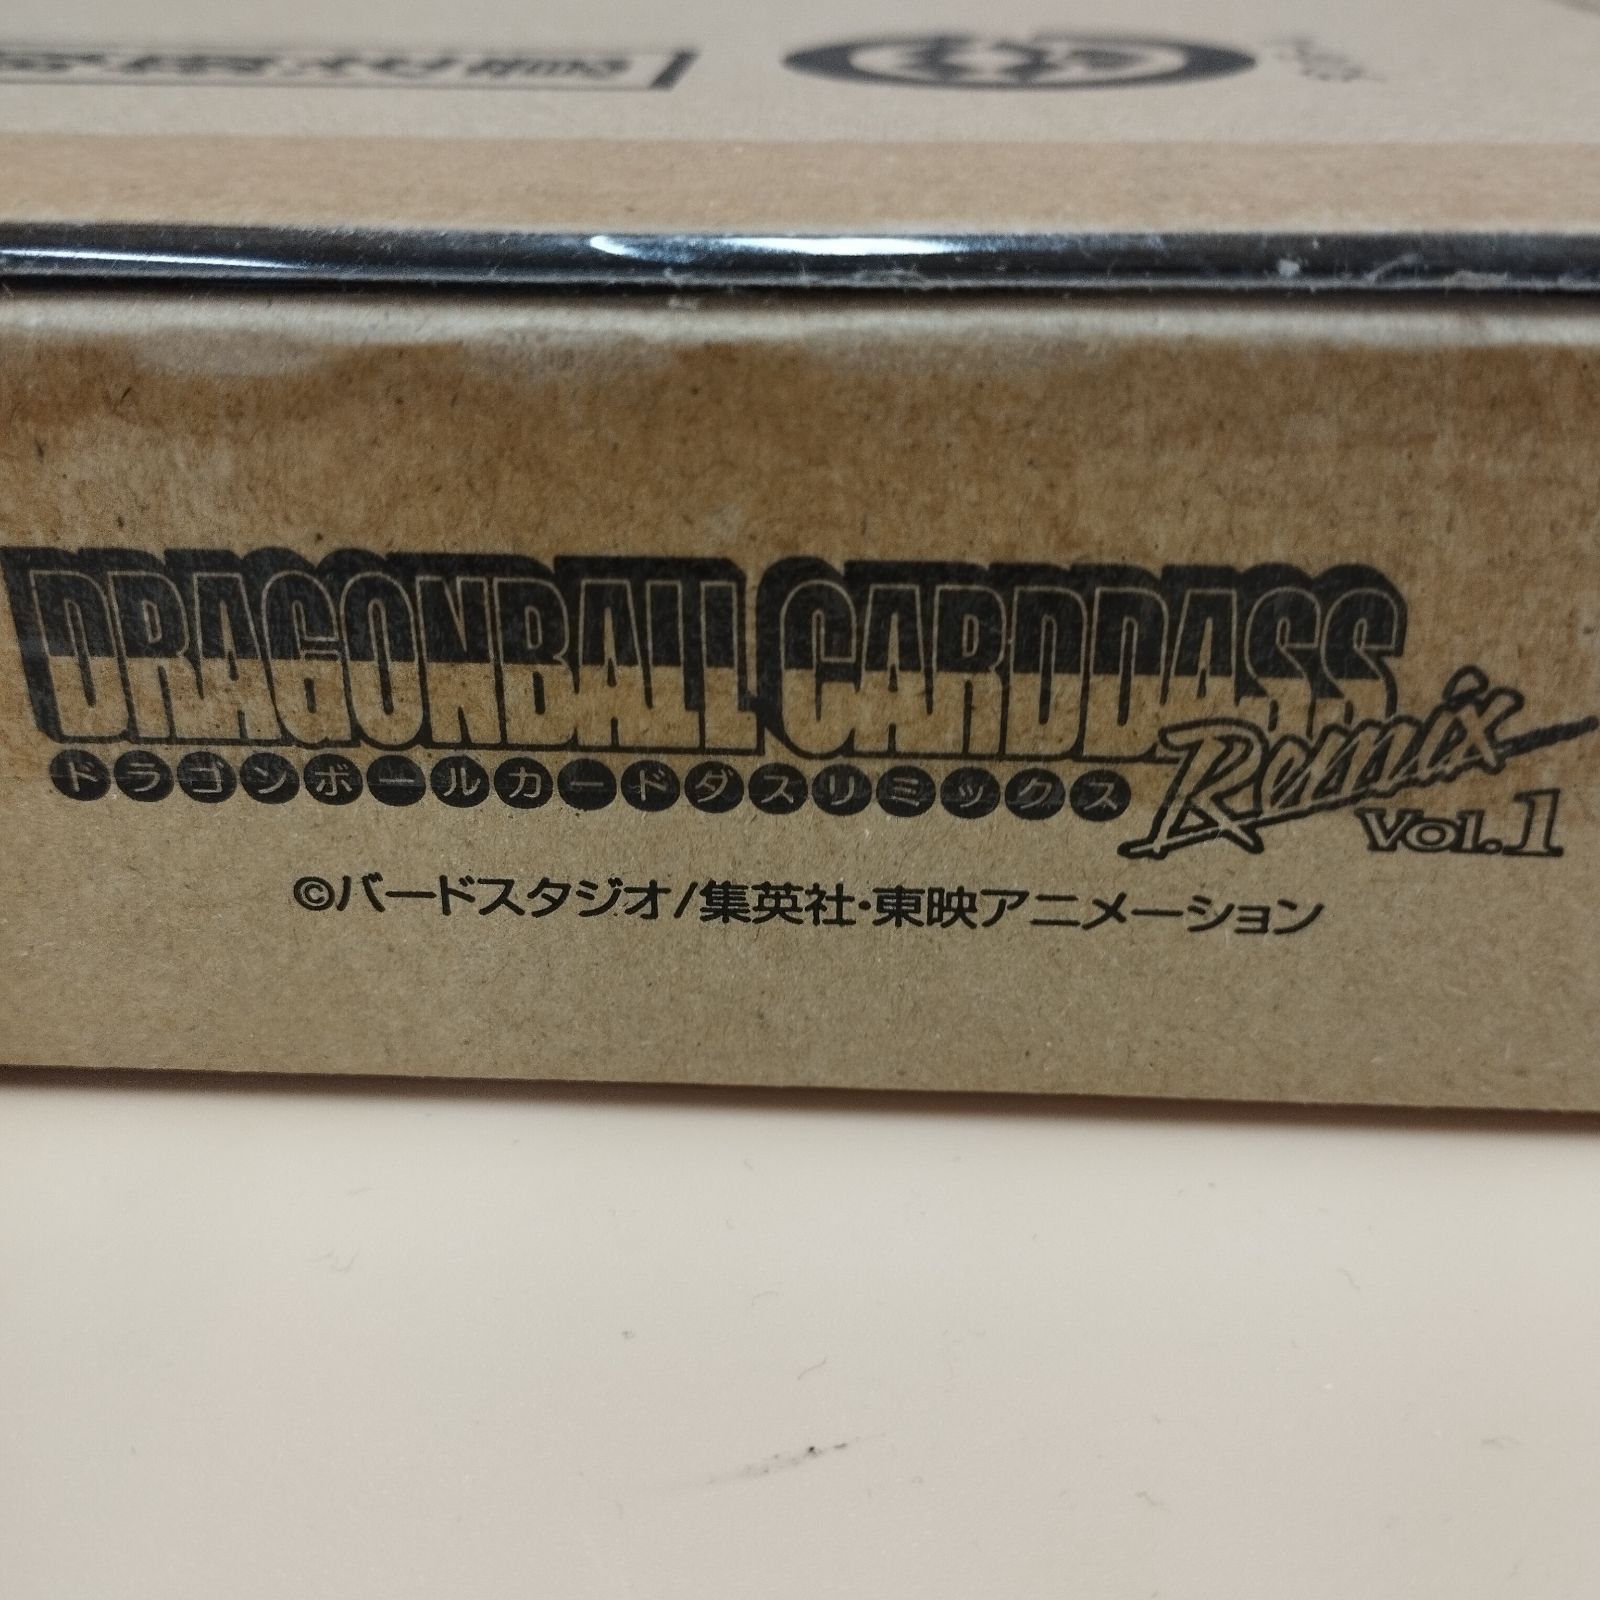 DRAGONBALL CARDDASS
Remix
ドラゴンボールカードダスリミックス
Vol.1
©バードスタジオ/集英社・東映アニメーション